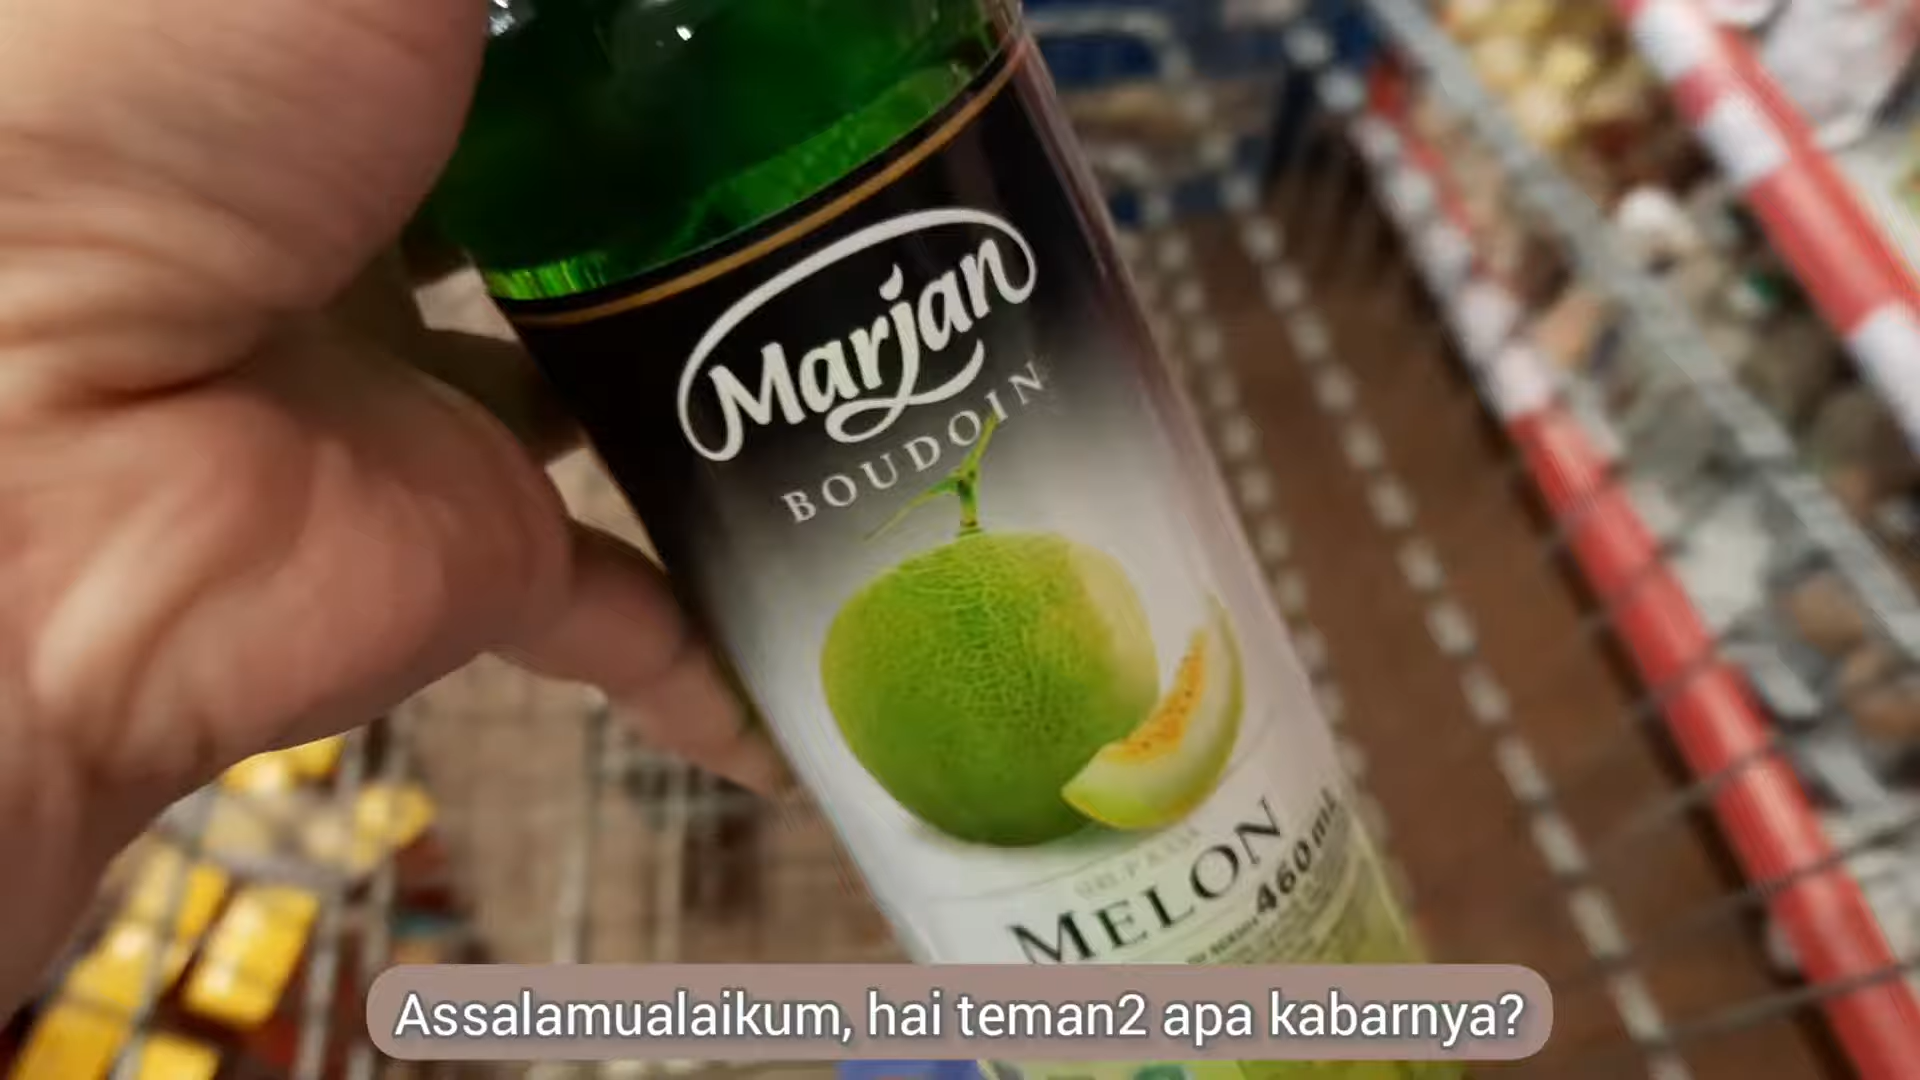 Marjan
BOUDOIN
MELON
460 mL
Assalamualaikum, hai teman2 apa kabarnya?